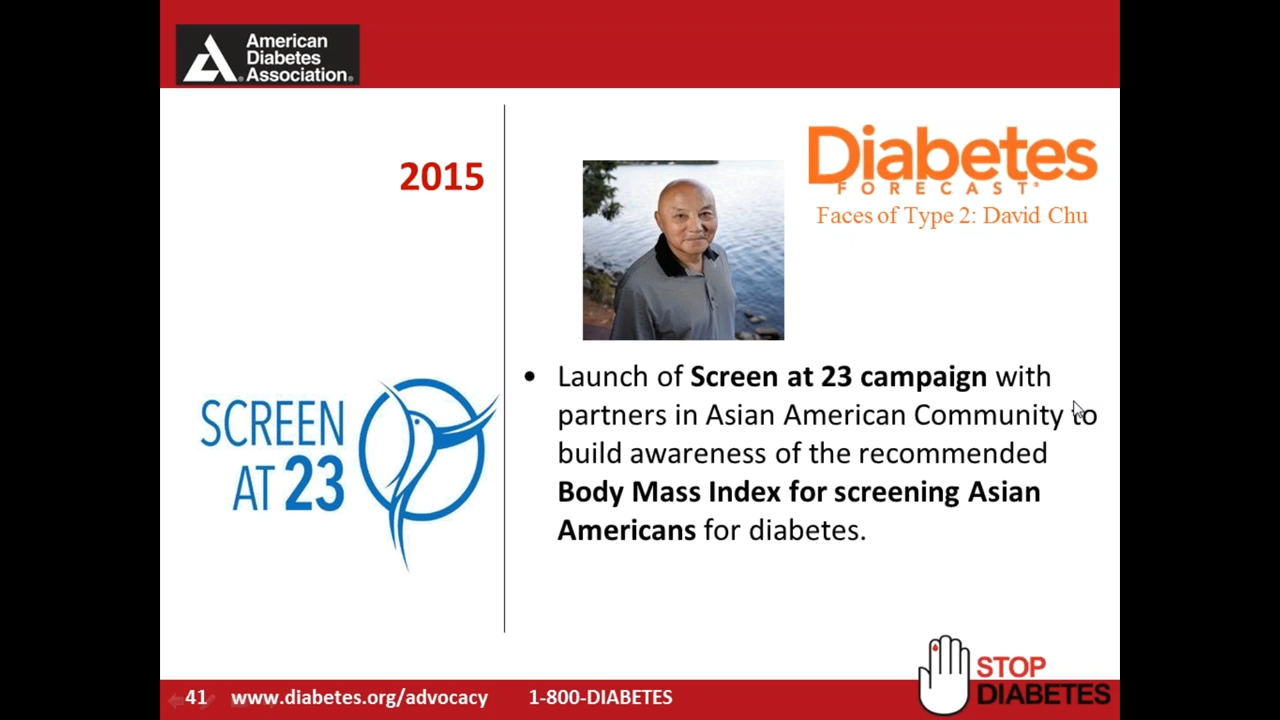 American
Diabetes
Association®
2015
Diabetes
FORECAST®
Faces of Type 2: David Chu
SCREEN
AT 23
• Launch of Screen at 23 campaign with
partners in Asian American Community to
build awareness of the recommended
Body Mass Index for screening Asian
Americans for diabetes.
STOP
DIABETES
41 www.diabetes.org/advocacy 1-800-DIABETES